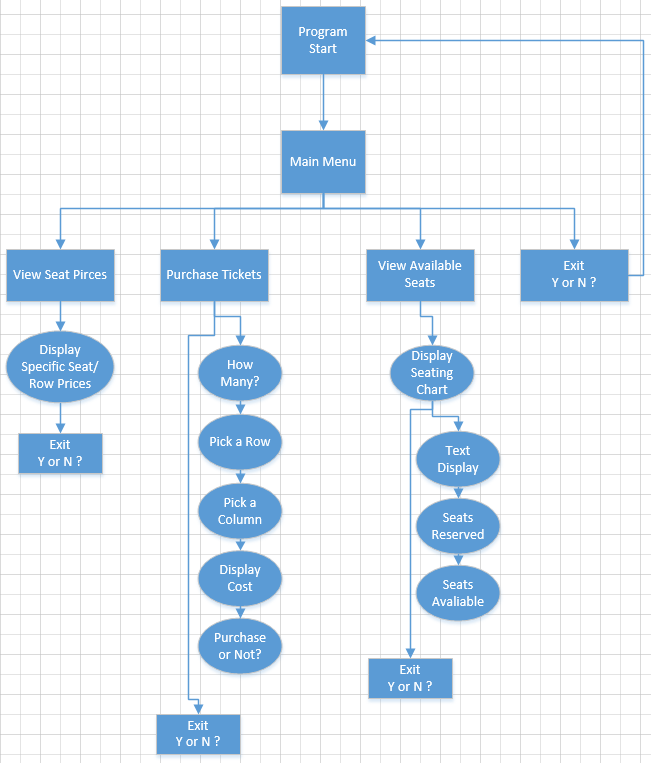 Program
Start
Main Menu
View Seat Pirces
Purchase Tickets
View Available
Seats
Exit
Y or N ?
Display
Specific Seat/
Row Prices
Exit
Y or N ?
How
Many?
Pick a Row
Pick a
Column
Display
Cost
Purchase
or Not?
Exit
Y or N ?
Display
Seating
Chart
Text
Display
Seats
Reserved
Seats
Avaliable
Exit
Y or N ?